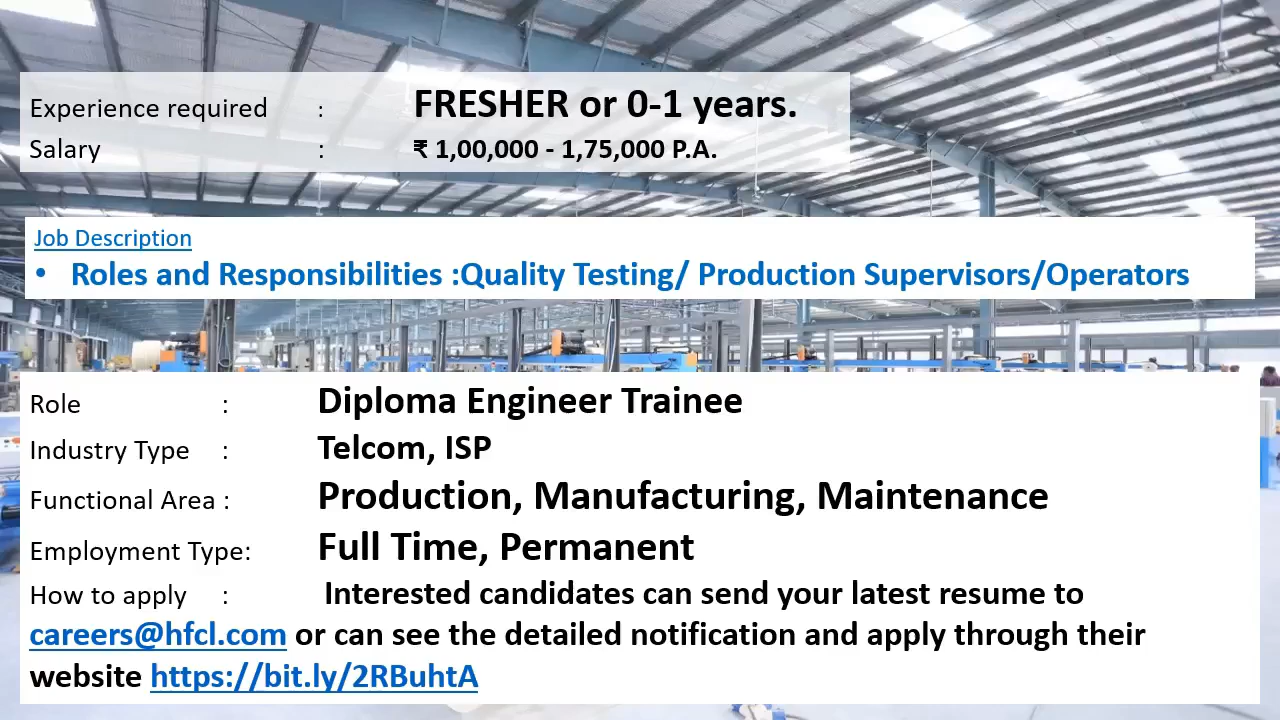 Experience required : FRESHER or 0-1 years.
Salary : ₹ 1,00,000 - 1,75,000 P.A.
Job Description
• Roles and Responsibilities :Quality Testing/ Production Supervisors/Operators
Role : Diploma Engineer Trainee
Industry Type : Telcom, ISP
Functional Area : Production, Manufacturing, Maintenance
Employment Type: Full Time, Permanent
How to apply : Interested candidates can send your latest resume to
careers@hfcl.com or can see the detailed notification and apply through their
website https://bit.ly/2RBuhtA